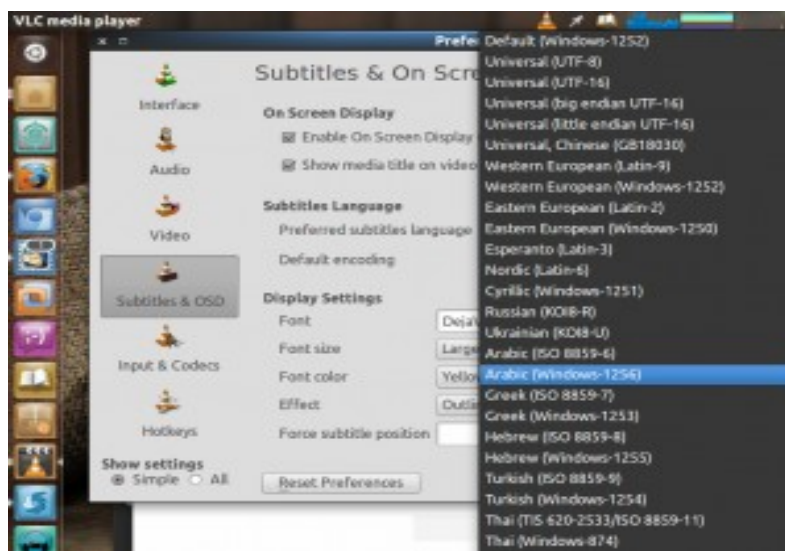 VLC media player
Prefe
Subtitles & On Scre
Interface
Audio
Video
Subtitles & OSD
Input & Codecs
Hotkeys
Show settings
Simple
All
On Screen Display
Enable On Screen Display
Show media title on video
Subtitles Language
Preferred subtitles language
Default encoding
Display Settings
Font
Deja
Font size
Large
Font color
Yello
Effect
Outli
Force subtitle position
Reset Preferences
Default (Windows-1252)
Universal (UTF-8)
Universal (UTF-16)
Universal (big endian UTF-16)
Universal (little endian UTF-16)
Universal, Chinese (GB18030)
Western European (Latin-9)
Western European (Windows-1252)
Eastern European (Latin-2)
Eastern European (Windows-1250)
Esperanto (Latin-3)
Nordic (Latin-6)
Cyrillic (Windows-1251)
Russian (KOI8-R)
Ukrainian (KOI8-U)
Arabic (ISO 8859-6)
Arabic (Windows-1256)
Greek (ISO 8859-7)
Greek (Windows-1253)
Hebrew (ISO 8859-8)
Hebrew (Windows-1255)
Turkish (ISO 8859-9)
Turkish (Windows-1254)
Thai (TIS 620-2533/ISO 8859-11)
Thai (Windows-874)